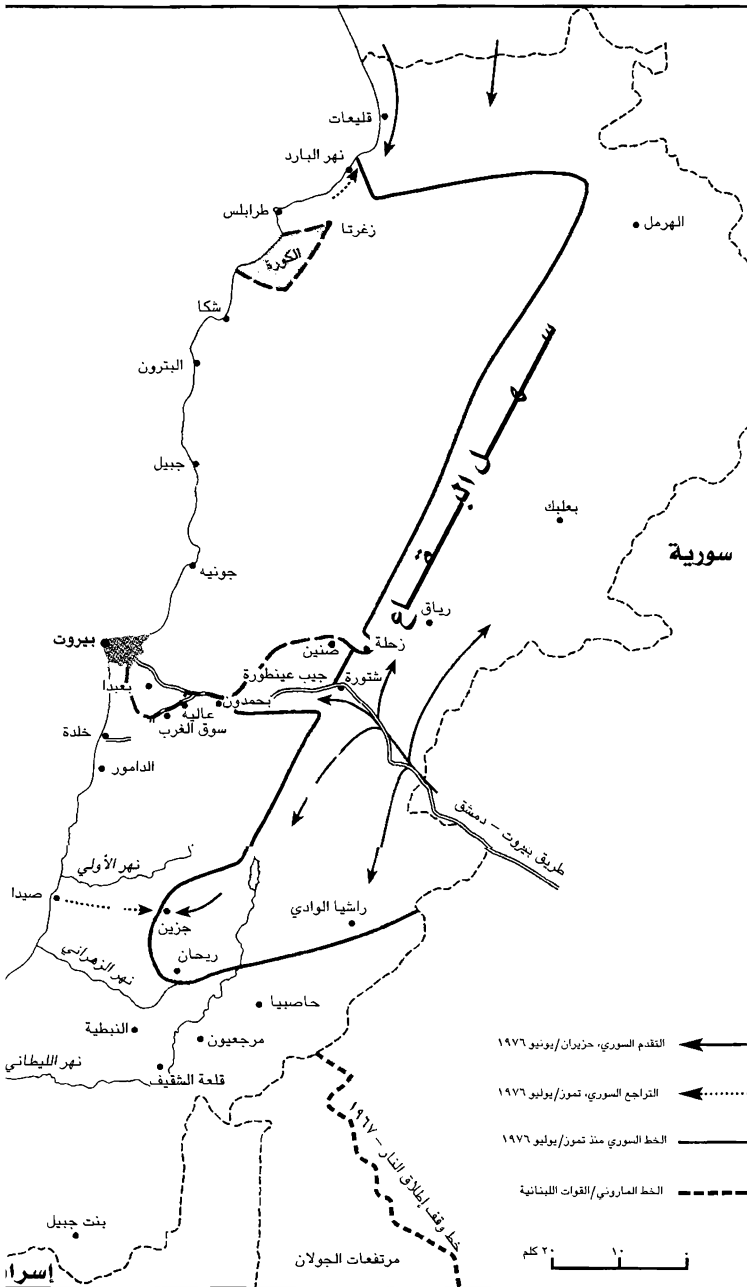 قليعات
نهر البارد
طرابلس
زغرتا
الهرمل
الكورة
شكا
البترون
سهل البقاع
جبيل
بعلبك
سورية
جونيه
رياق
بيروت
زحلة
صنين
جيب عينطورة
شتورة
بعبدا
بحمدون
عاليه
سوق الغرب
خلدة
الدامور
طريق بيروت - دمشق
نهر الأولي
صيدا
جزين
راشيا الوادي
ريحان
نهر الزهراني
حاصبيا
النبطية
مرجعيون
نهر الليطاني
قلعة الشقيف
التقدم السوري، حزيران/يونيو ١٩٧٦
التراجع السوري، تموز/يوليو ١٩٧٦
الخط السوري منذ تموز/يوليو ١٩٧٦
الخط الماروني/القوات اللبنانية
خط وقف إطلاق النار - ١٩٦٧
بنت جبيل
مرتفعات الجولان
٠ ١٠ ٢٠ كلم
إسرا